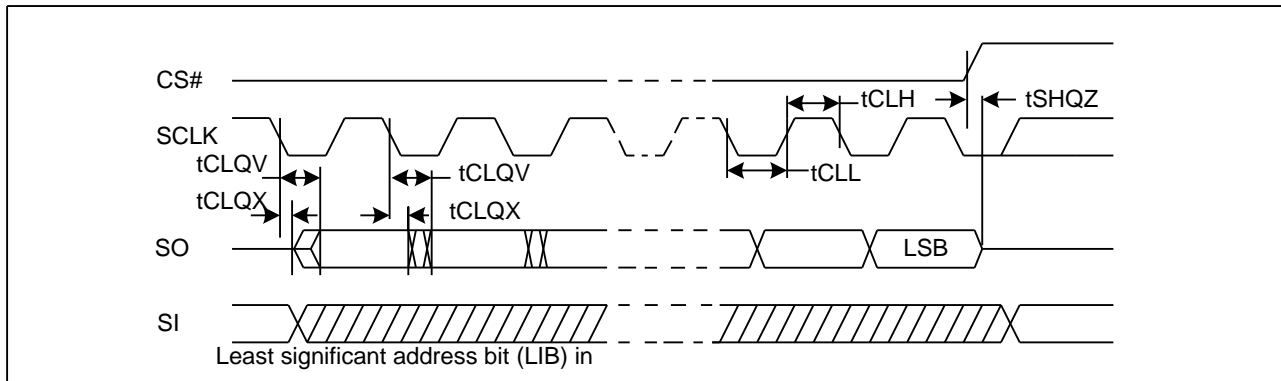 CS#
tCLH
tSHQZ
SCLK
tCLQV
tCLQV
tCLL
tCLQX
tCLQX
SO
LSB
SI
Least significant address bit (LIB) in